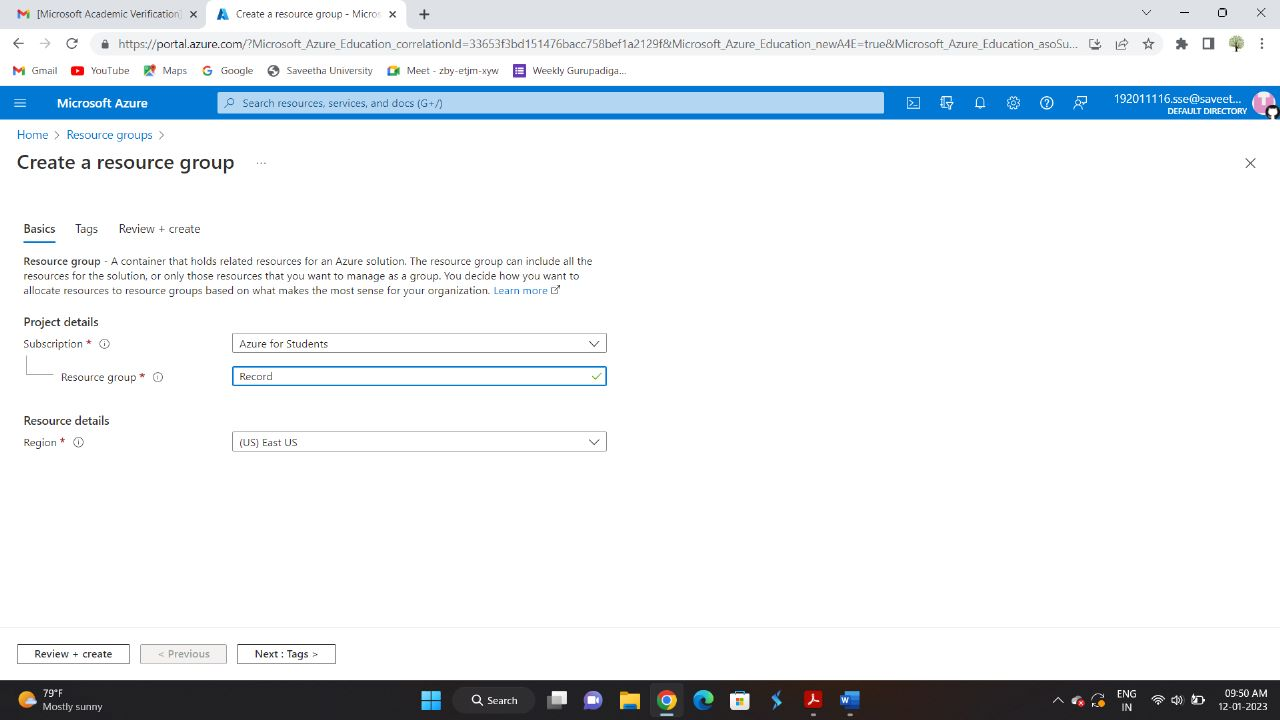 [Microsoft Academic Verification]
Create a resource group - Micros
https://portal.azure.com/?Microsoft_Azure_Education_correlationId=33653f3bd151476bacc758bef1a2129f&Microsoft_Azure_Education_newA4E=true&Microsoft_Azure_Education_asoSu...
Gmail YouTube Maps Google Saveetha University Meet - zby-etjm-xyw Weekly Gurupadiga...
Microsoft Azure
Search resources, services, and docs (G+/)
192011116.sse@saveet...
DEFAULT DIRECTORY
Home > Resource groups >
Create a resource group ...
Basics Tags Review + create
Resource group - A container that holds related resources for an Azure solution. The resource group can include all the
resources for the solution, or only those resources that you want to manage as a group. You decide how you want to
allocate resources to resource groups based on what makes the most sense for your organization. Learn more
Project details
Subscription * Azure for Students
Resource group * Record
Resource details
Region * (US) East US
Review + create < Previous Next : Tags >
79°F
Mostly sunny
Search
ENG
IN
09:50 AM
12-01-2023